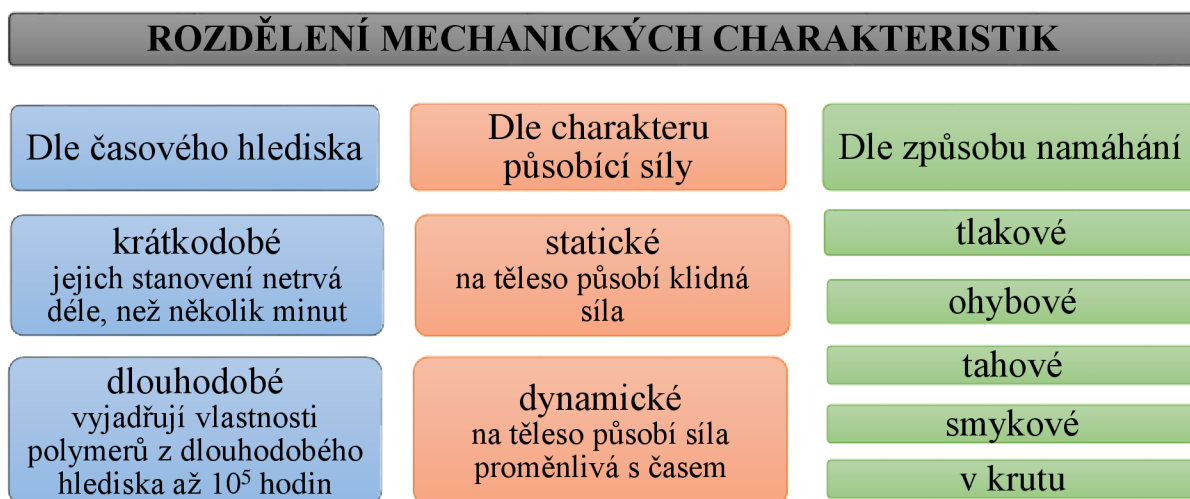 ROZDĚLENÍ MECHANICKÝCH CHARAKTERISTIK
Dle časového hlediska
krátkodobé
jejich stanovení netrvá
déle, než několik minut
dlouhodobé
vyjadřují vlastnosti
polymerů z dlouhodobého
hlediska až 10⁵ hodin
Dle charakteru
působící síly
statické
na těleso působí klidná
síla
dynamické
na těleso působí síla
proměnlivá s časem
Dle způsobu namáhání
tlakové
ohybové
tahové
smykové
v krutu